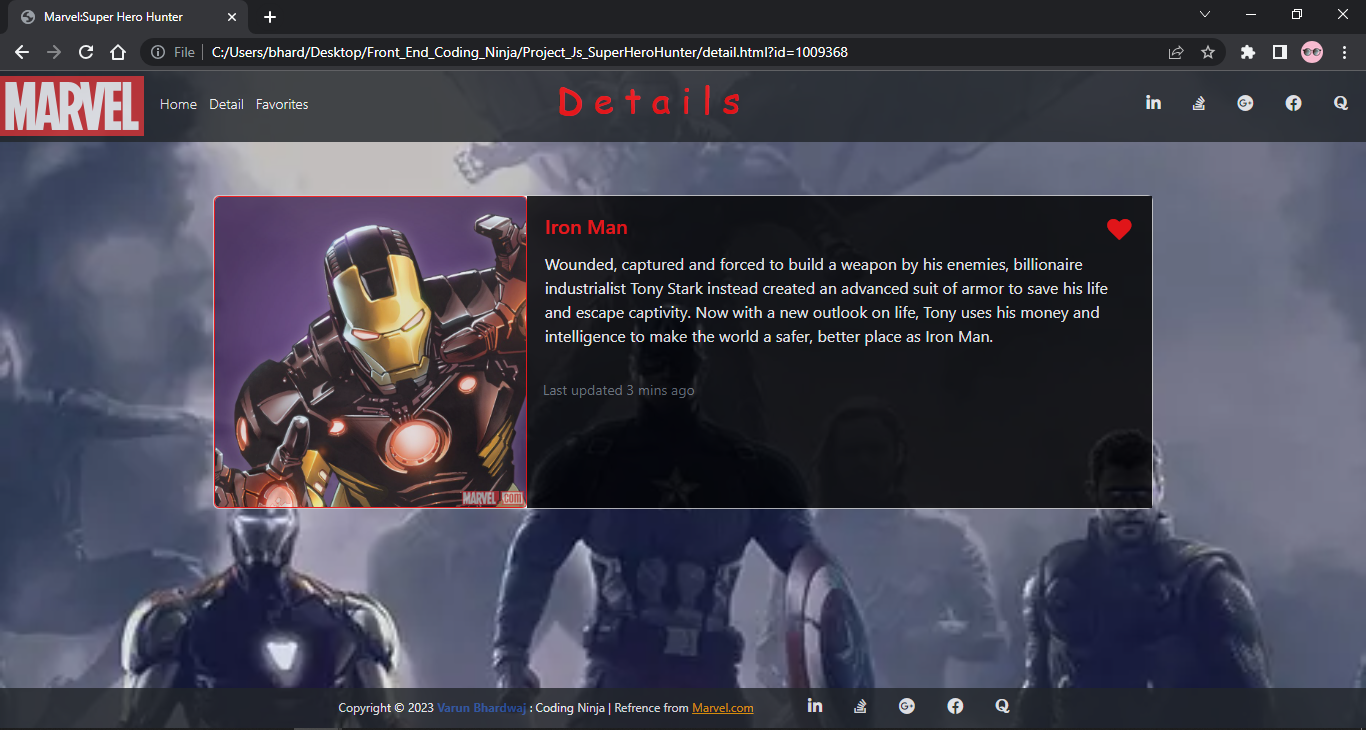 Marvel:Super Hero Hunter
File
C:/Users/bhard/Desktop/Front_End_Coding_Ninja/Project_Js_SuperHeroHunter/detail.html?id=1009368
MARVEL Home Detail Favorites Details
Iron Man
Wounded, captured and forced to build a weapon by his enemies, billionaire
industrialist Tony Stark instead created an advanced suit of armor to save his life
and escape captivity. Now with a new outlook on life, Tony uses his money and
intelligence to make the world a safer, better place as Iron Man.
Last updated 3 mins ago
MARVEL.com
Copyright © 2023 Varun Bhardwaj : Coding Ninja | Refrence from Marvel.com